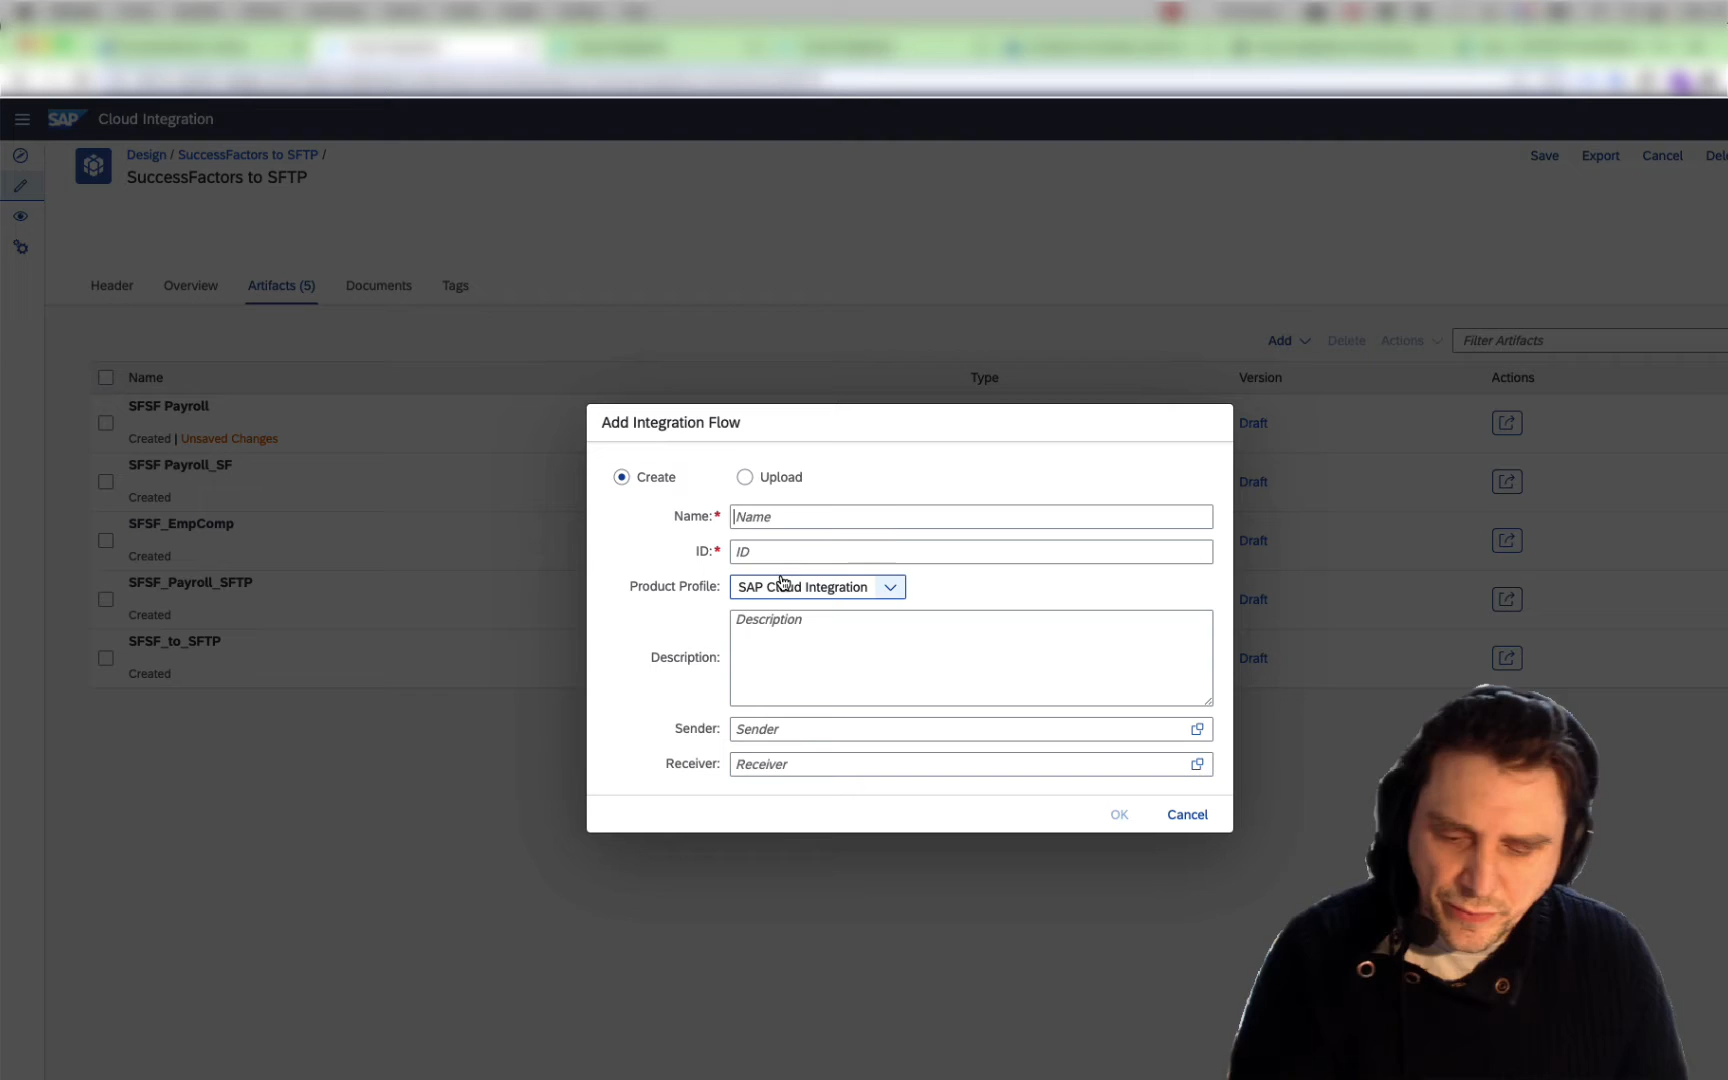 SAP Cloud Integration
Design / SuccessFactors to SFTP /
SuccessFactors to SFTP
Save Export Cancel Del
Header Overview Artifacts (5) Documents Tags
Add Delete Actions Filter Artifacts
Name Type Version Actions
SFSF Payroll
Created | Unsaved Changes
Draft
SFSF Payroll_SF
Created
Draft
SFSF_EmpComp
Created
Draft
SFSF_Payroll_SFTP
Created
Draft
SFSF_to_SFTP
Created
Draft
Add Integration Flow
Create Upload
Name:* Name
ID:* ID
Product Profile: SAP Cloud Integration
Description: Description
Sender: Sender
Receiver: Receiver
OK Cancel